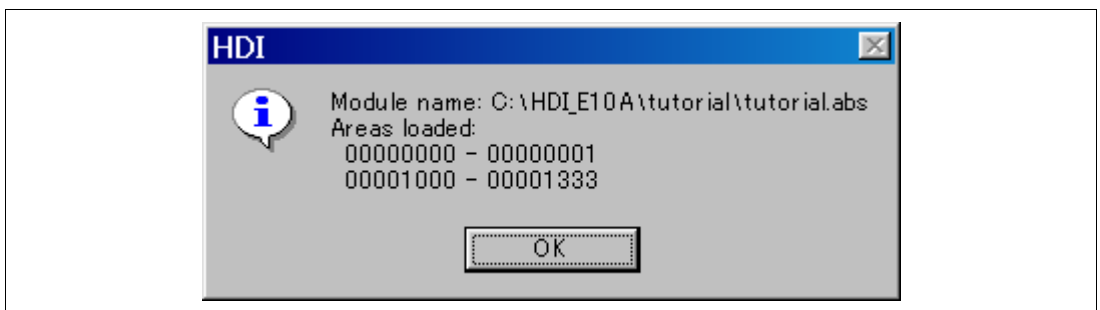 HDI
Module name: C:\HDI_E10A\tutorial\tutorial.abs
Areas loaded:
00000000 - 00000001
00001000 - 00001333
OK